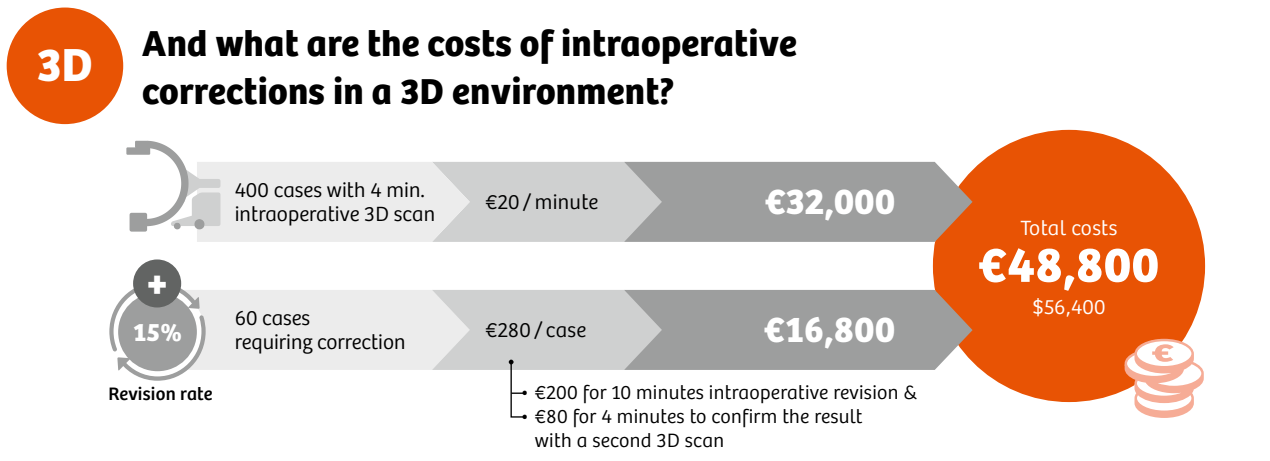 3D
And what are the costs of intraoperative
corrections in a 3D environment?
400 cases with 4 min.
intraoperative 3D scan
€20 / minute
€32,000
+
15%
Revision rate
60 cases
requiring correction
€280 / case
€16,800
€200 for 10 minutes intraoperative revision &
€80 for 4 minutes to confirm the result
with a second 3D scan
Total costs
€48,800
$56,400
€